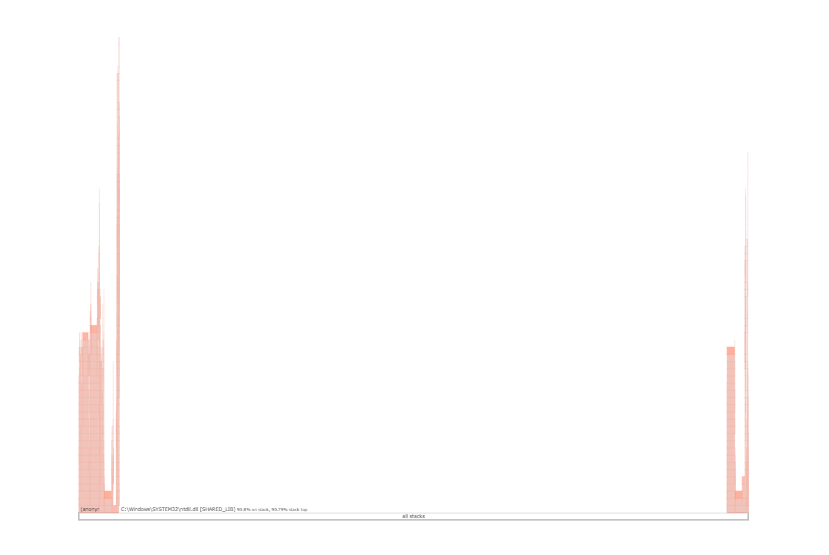 (anony/
C:\Windows\SYSTEM32\ntdll.dll [SHARED_LIB] 90.8% on stack, 90.79% stack top
all stacks